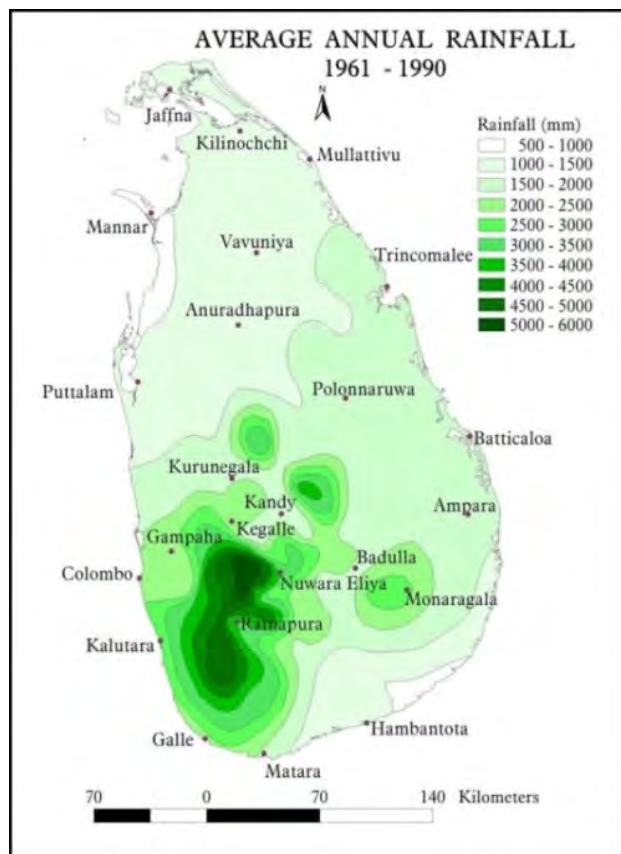 AVERAGE ANNUAL RAINFALL
1961 - 1990
N
Jaffna
Kilinochchi
Mullattivu
Rainfall (mm)
500 - 1000
1000 - 1500
1500 - 2000
2000 - 2500
2500 - 3000
3000 - 3500
3500 - 4000
4000 - 4500
4500 - 5000
5000 - 6000
Mannar
Vavuniya
Trincomalee
Anuradhapura
Puttalam
Polonnaruwa
Batticaloa
Kurunegala
Kandy
Ampara
Kegalle
Gampaha
Badulla
Colombo
Nuwara Eliya
Monaragala
Ratnapura
Kalutara
Hambantota
Galle
Matara
70 0 70 140 Kilometers